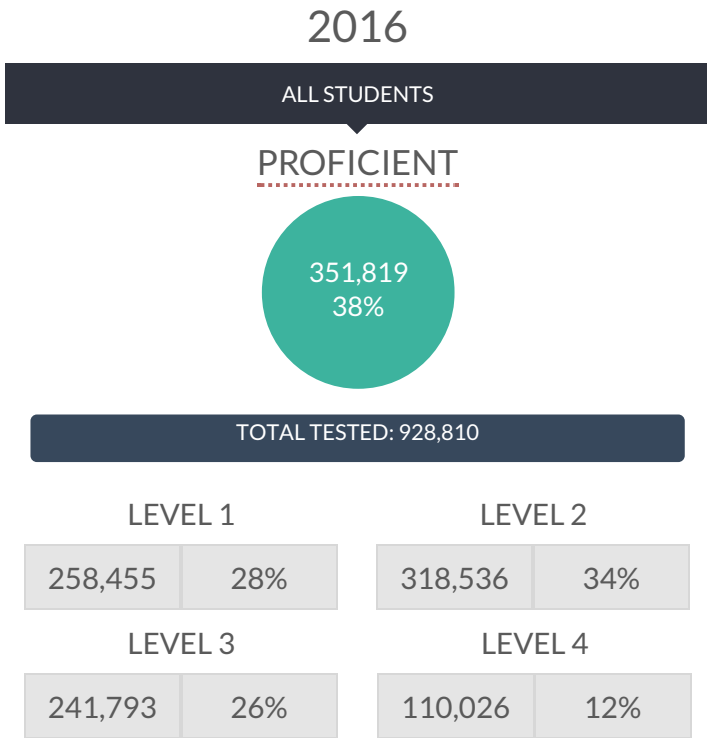 2016
ALL STUDENTS
PROFICIENT
351,819
38%
TOTAL TESTED: 928,810
LEVEL 1
258,455 28%
LEVEL 2
318,536 34%
LEVEL 3
241,793 26%
LEVEL 4
110,026 12%